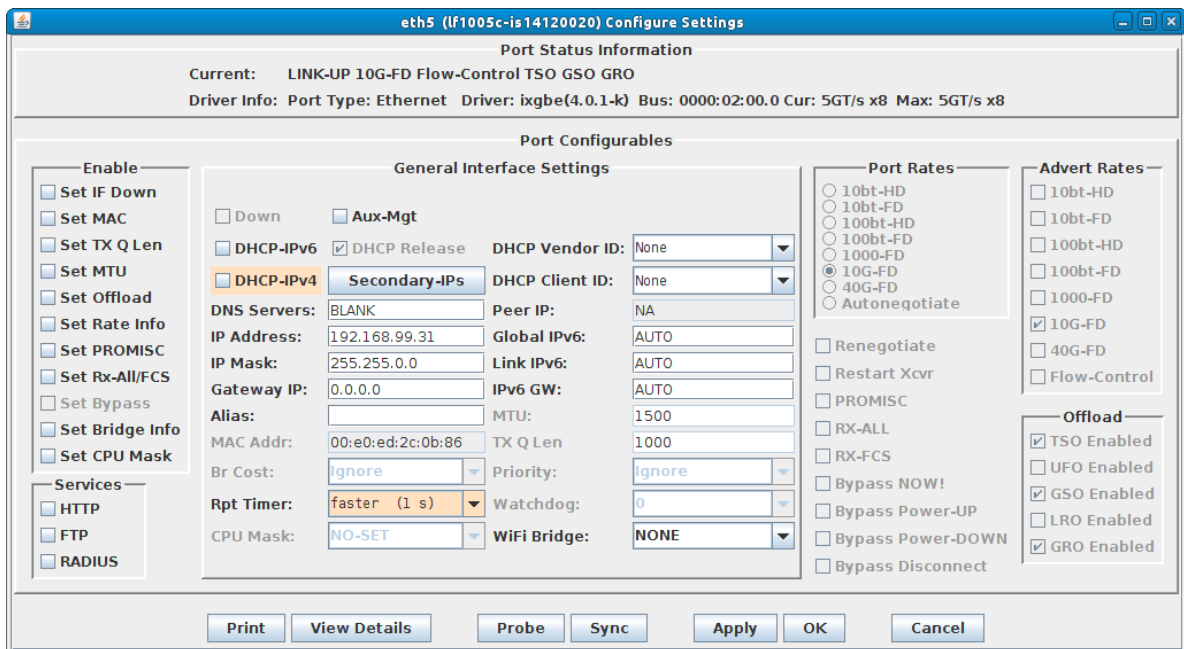 eth5 (lf1005c-is14120020) Configure Settings
Port Status Information
Current: LINK-UP 10G-FD Flow-Control TSO GSO GRO
Driver Info: Port Type: Ethernet Driver: ixgbe(4.0.1-k) Bus: 0000:02:00.0 Cur: 5GT/s x8 Max: 5GT/s x8
Port Configurables
Enable
Set IF Down
Set MAC
Set TX Q Len
Set MTU
Set Offload
Set Rate Info
Set PROMISC
Set Rx-All/FCS
Set Bypass
Set Bridge Info
Set CPU Mask
Services
HTTP
FTP
RADIUS
General Interface Settings
Down Aux-Mgt
DHCP-IPv6 DHCP Release DHCP Vendor ID: None
DHCP-IPv4 Secondary-IPs DHCP Client ID: None
DNS Servers: BLANK Peer IP: NA
IP Address: 192.168.99.31 Global IPv6: AUTO
IP Mask: 255.255.0.0 Link IPv6: AUTO
Gateway IP: 0.0.0.0 IPv6 GW: AUTO
Alias: MTU: 1500
MAC Addr: 00:e0:ed:2c:0b:86 TX Q Len 1000
Br Cost: Ignore Priority: Ignore
Rpt Timer: faster (1 s) Watchdog: 0
CPU Mask: NO-SET WiFi Bridge: NONE
Port Rates
10bt-HD
10bt-FD
100bt-HD
100bt-FD
1000-FD
10G-FD
40G-FD
Autonegotiate
Renegotiate
Restart Xcvr
PROMISC
RX-ALL
RX-FCS
Bypass NOW!
Bypass Power-UP
Bypass Power-DOWN
Bypass Disconnect
Advert Rates
10bt-HD
10bt-FD
100bt-HD
100bt-FD
1000-FD
10G-FD
40G-FD
Flow-Control
Offload
TSO Enabled
UFO Enabled
GSO Enabled
LRO Enabled
GRO Enabled
Print View Details Probe Sync Apply OK Cancel